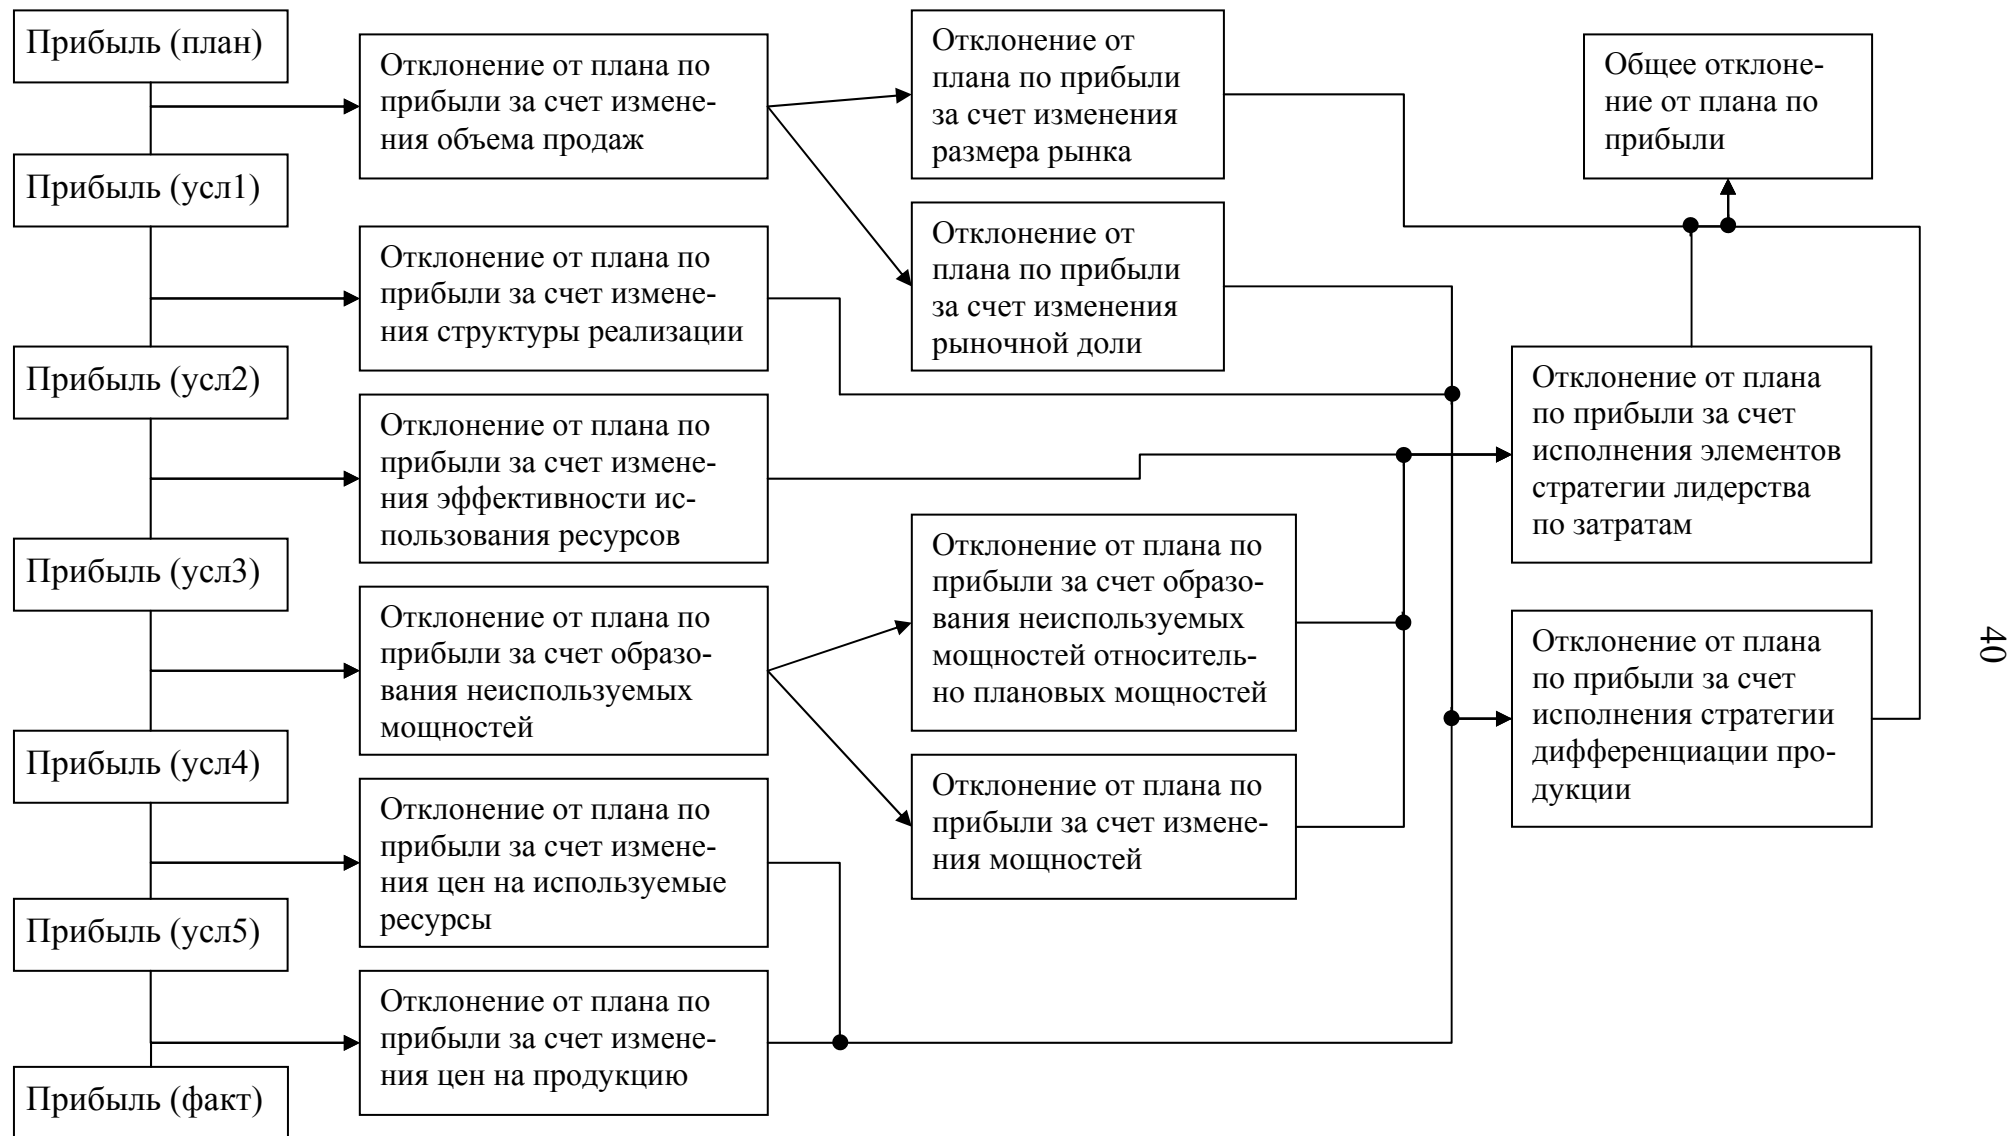 Прибыль (план)
Прибыль (усл1)
Прибыль (усл2)
Прибыль (усл3)
Прибыль (усл4)
Прибыль (усл5)
Прибыль (факт)
Отклонение от плана по
прибыли за счет измене-
ния объема продаж
Отклонение от плана по
прибыли за счет измене-
ния структуры реализации
Отклонение от плана по
прибыли за счет измене-
ния эффективности ис-
пользования ресурсов
Отклонение от плана по
прибыли за счет образо-
вания неиспользуемых
мощностей
Отклонение от плана по
прибыли за счет измене-
ния цен на используемые
ресурсы
Отклонение от плана по
прибыли за счет измене-
ния цен на продукцию
Отклонение от
плана по прибыли
за счет изменения
размера рынка
Отклонение от
плана по прибыли
за счет изменения
рыночной доли
Отклонение от плана по
прибыли за счет образо-
вания неиспользуемых
мощностей относитель-
но плановых мощностей
Отклонение от плана по
прибыли за счет измене-
ния мощностей
Общее отклоне-
ние от плана по
прибыли
Отклонение от плана
по прибыли за счет
исполнения элементов
стратегии лидерства
по затратам
Отклонение от плана
по прибыли за счет
исполнения стратегии
дифференциации про-
дукции
40